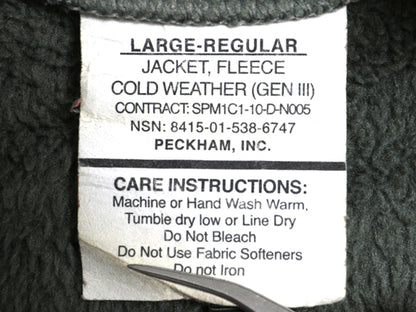 LARGE-REGULAR
JACKET, FLEECE
COLD WEATHER (GEN III)
CONTRACT: SPM1C1-10-D-N005
NSN: 8415-01-538-6747
PECKHAM, INC.
CARE INSTRUCTIONS:
Machine or Hand Wash Warm,
Tumble dry low or Line Dry
Do Not Bleach
Do Not Use Fabric Softeners
Do not Iron